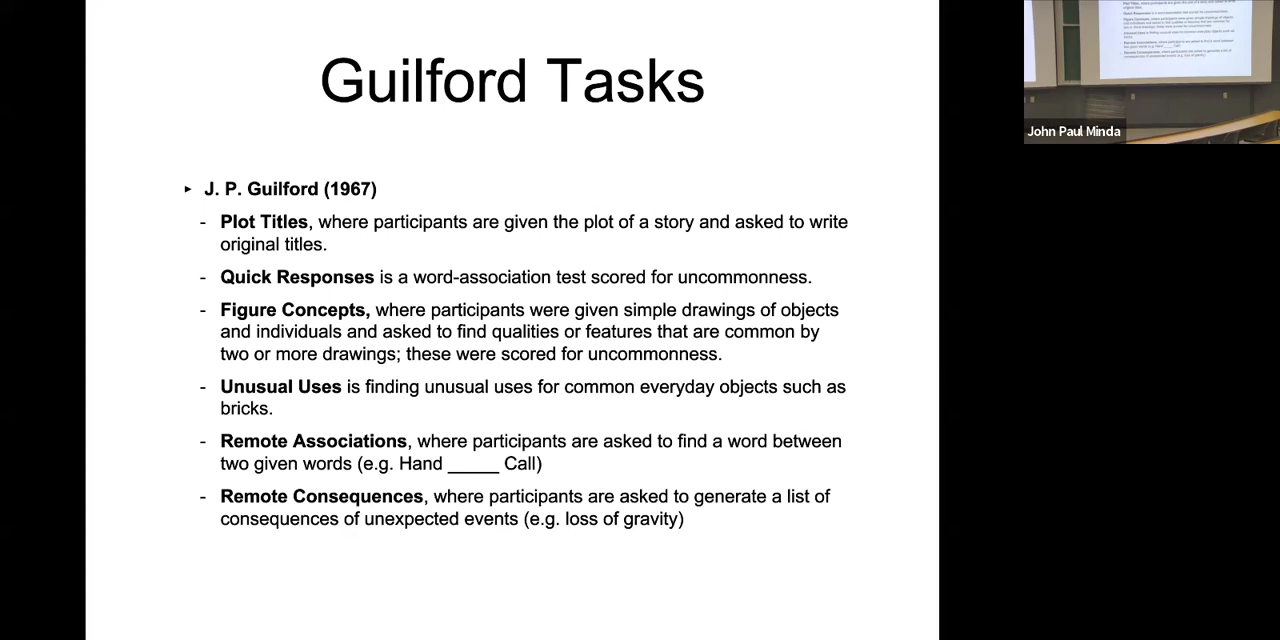 Guilford Tasks
▸ J. P. Guilford (1967)
- Plot Titles, where participants are given the plot of a story and asked to write
original titles.
- Quick Responses is a word-association test scored for uncommonness.
- Figure Concepts, where participants were given simple drawings of objects
and individuals and asked to find qualities or features that are common by
two or more drawings; these were scored for uncommonness.
- Unusual Uses is finding unusual uses for common everyday objects such as
bricks.
- Remote Associations, where participants are asked to find a word between
two given words (e.g. Hand _____ Call)
- Remote Consequences, where participants are asked to generate a list of
consequences of unexpected events (e.g. loss of gravity)
John Paul Minda